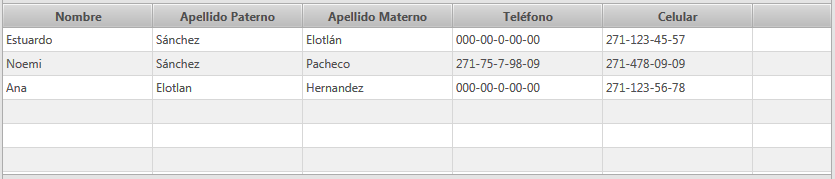 Nombre Apellido Paterno Apellido Materno Teléfono Celular
Estuardo Sánchez Elotlán 000-00-0-00-00 271-123-45-57
Noemi Sánchez Pacheco 271-75-7-98-09 271-478-09-09
Ana Elotlan Hernandez 000-00-0-00-00 271-123-56-78